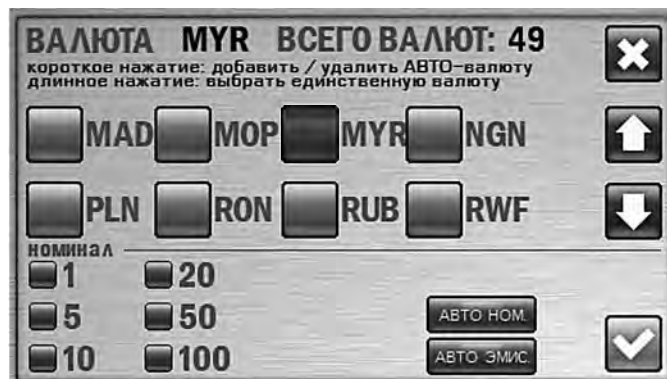 ВАЛЮТА MYR ВСЕГО ВАЛЮТ: 49
короткое нажатие: добавить / удалить АВТО-валюту
длинное нажатие: выбрать единственную валюту
MAD MOP MYR NGN
PLN RON RUB RWF
номинал
1 20
5 50 АВТО НОМ.
10 100 АВТО ЭМИС.